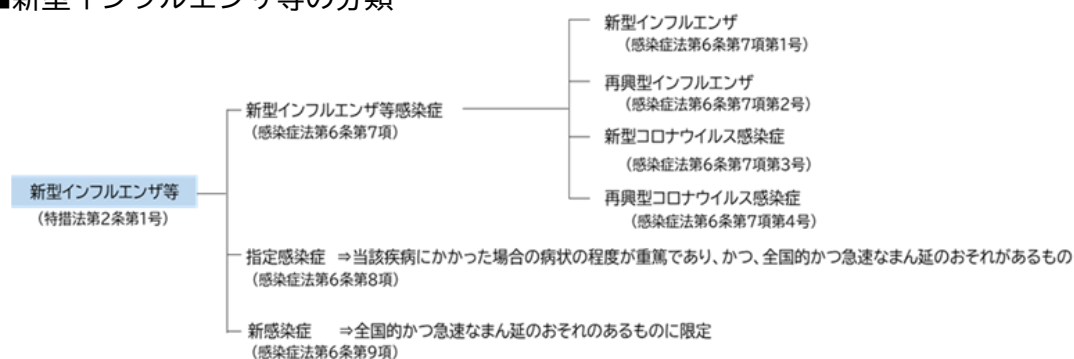 ■新型インフルエンザ等の分類
新型インフルエンザ
(感染症法第6条第7項第1号)
再興型インフルエンザ
(感染症法第6条第7項第2号)
新型インフルエンザ等感染症
(感染症法第6条第7項)
新型コロナウイルス感染症
(感染症法第6条第7項第3号)
再興型コロナウイルス感染症
(感染症法第6条第7項第4号)
新型インフルエンザ等
(特措法第2条第1号)
指定感染症 ⇒当該疾病にかかった場合の病状の程度が重篤であり、かつ、全国的かつ急速なまん延のおそれがあるもの
(感染症法第6条第8項)
新感染症 ⇒全国的かつ急速なまん延のおそれのあるものに限定
(感染症法第6条第9項)